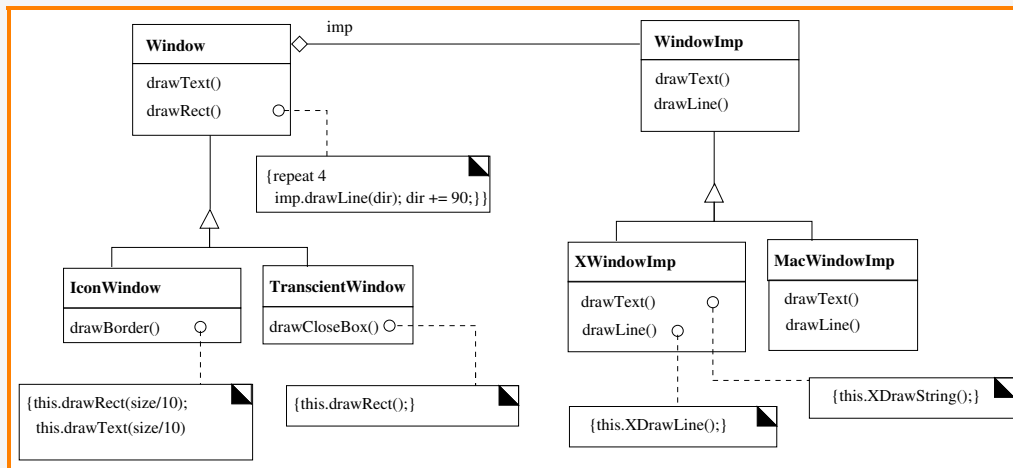 imp
Window
drawText()
drawRect()
WindowImp
drawText()
drawLine()
{repeat 4
imp.drawLine(dir); dir += 90;}}
IconWindow
drawBorder()
TranscientWindow
drawCloseBox()
XWindowImp
drawText()
drawLine()
MacWindowImp
drawText()
drawLine()
{this.drawRect(size/10);
this.drawText(size/10)
{this.drawRect();}
{this.XDrawLine();}
{this.XDrawString();}